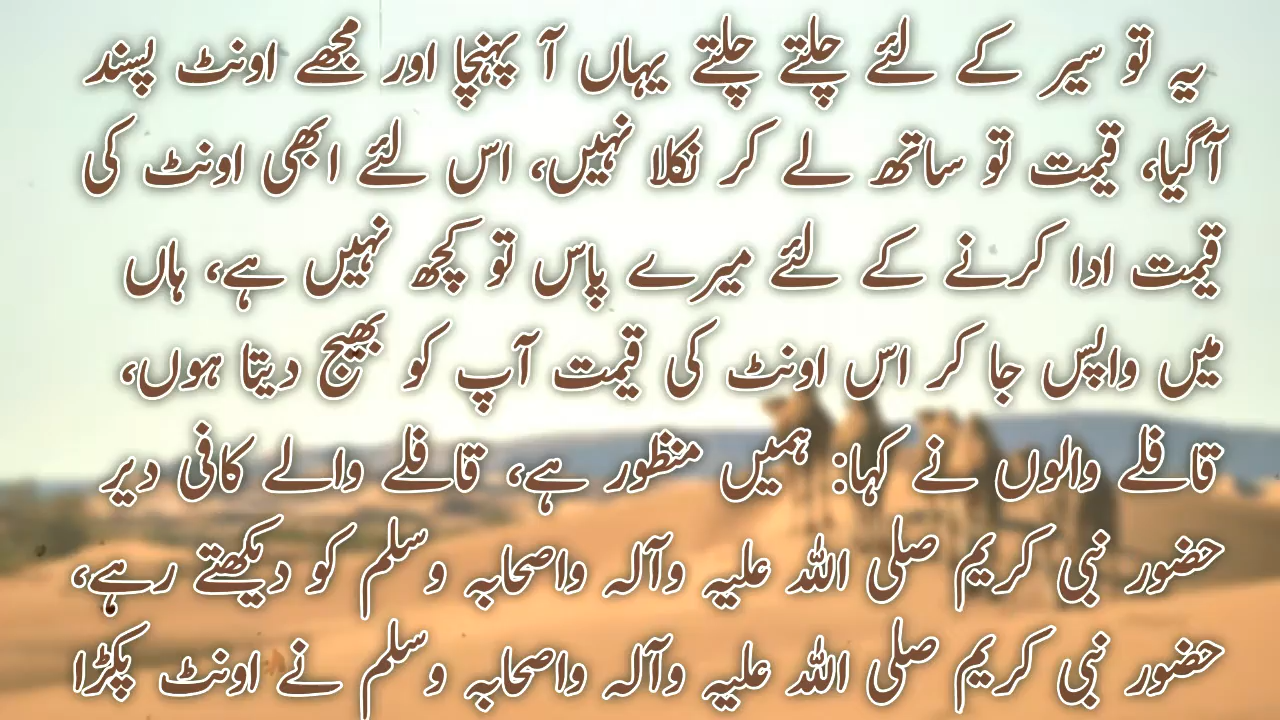 یہ تو سیر کے لئے چلتے چلتے یہاں آ پہنچا اور مجھے اونٹ پسند
آگیا، قیمت تو ساتھ لے کر نکلا نہیں، اس لئے ابھی اونٹ کی
قیمت ادا کرنے کے لئے میرے پاس تو کچھ نہیں ہے، ہاں
میں واپس جا کر اس اونٹ کی قیمت آپ کو بھیج دیتا ہوں،
قافلے والوں نے کہا: ہمیں منظور ہے، قافلے والے کافی دیر
حضور نبی کریم صلی اللہ علیہ وآلہ واصحابہ وسلم کو دیکھتے رہے،
حضور نبی کریم صلی اللہ علیہ وآلہ واصحابہ وسلم نے اونٹ پکڑا